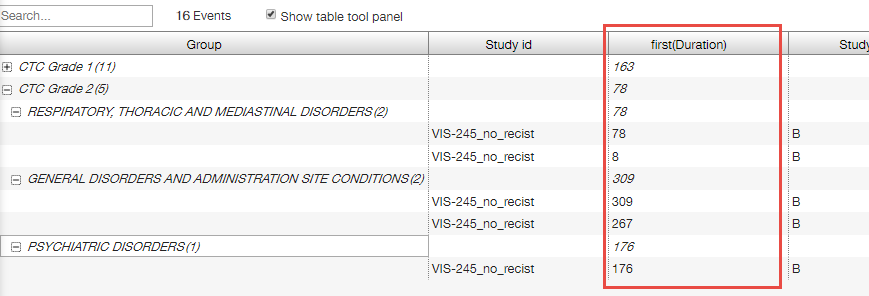 Search... 16 Events Show table tool panel
Group Study id first(Duration) Study
CTC Grade 1 (11) 163
CTC Grade 2 (5) 78
RESPIRATORY, THORACIC AND MEDIASTINAL DISORDERS (2) 78
VIS-245_no_recist 78 B
VIS-245_no_recist 8 B
GENERAL DISORDERS AND ADMINISTRATION SITE CONDITIONS (2) 309
VIS-245_no_recist 309 B
VIS-245_no_recist 267 B
PSYCHIATRIC DISORDERS (1) 176
VIS-245_no_recist 176 B